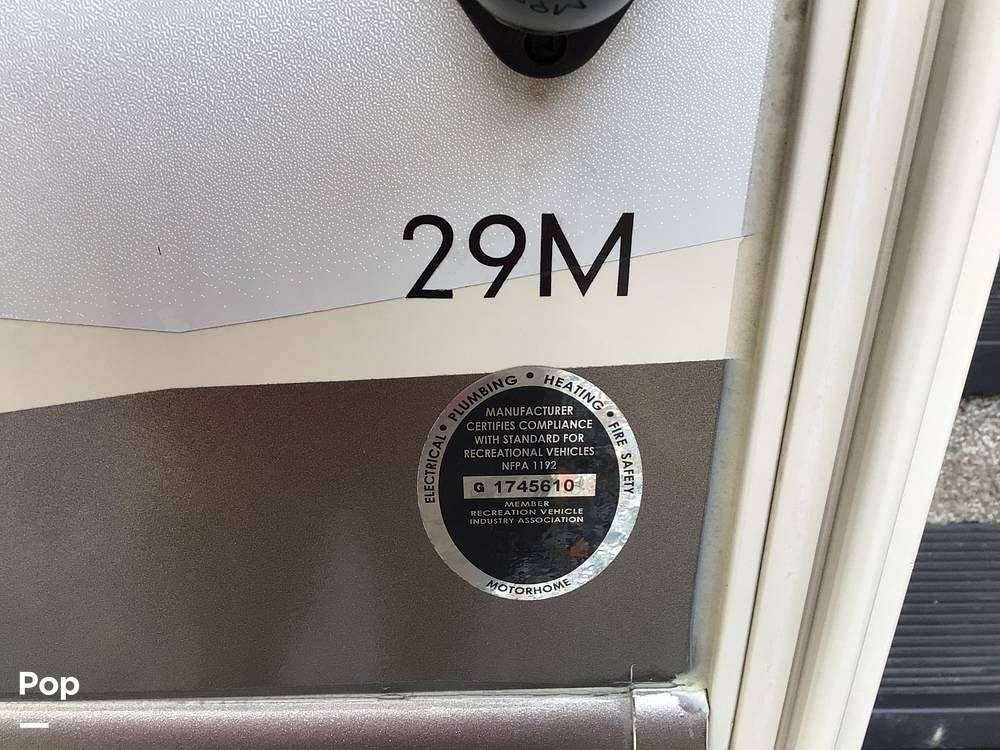 29M
ELECTRICAL • PLUMBING • HEATING • FIRE SAFETY
MANUFACTURER
CERTIFIES COMPLIANCE
WITH STANDARD FOR
RECREATIONAL VEHICLES
NFPA 1192
G 1745610
MEMBER
RECREATION VEHICLE
INDUSTRY ASSOCIATION
MOTORHOME
Pop